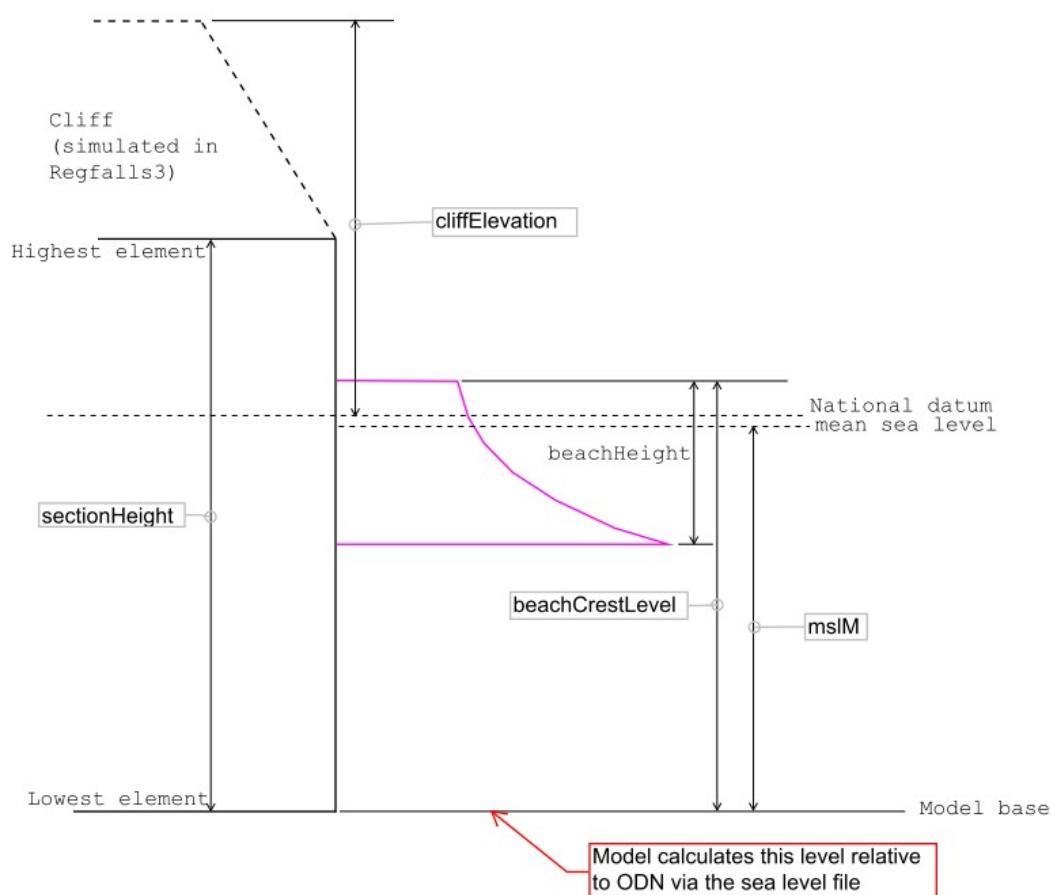 Cliff
(simulated in
Regfalls3)
cliffElevation
Highest element
National datum
mean sea level
beachHeight
sectionHeight
beachCrestLevel
mslM
Lowest element
Model base
Model calculates this level relative
to ODN via the sea level file